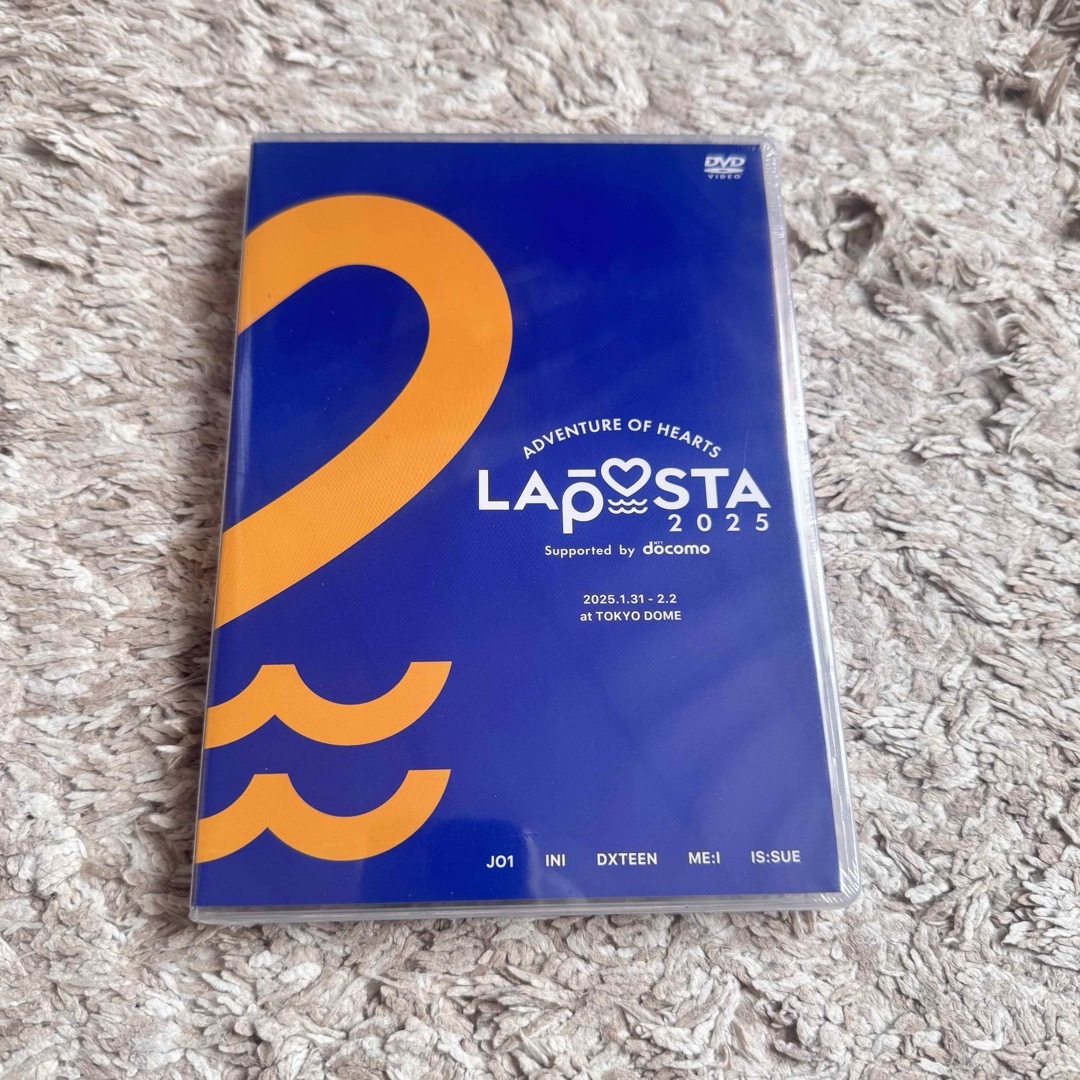 DVD
VIDEO
ADVENTURE OF HEARTS
LAPOSTA
2025
Supported by NTT docomo
2025.1.31 - 2.2
at TOKYO DOME
JO1 INI DXTEEN ME:I IS:SUE